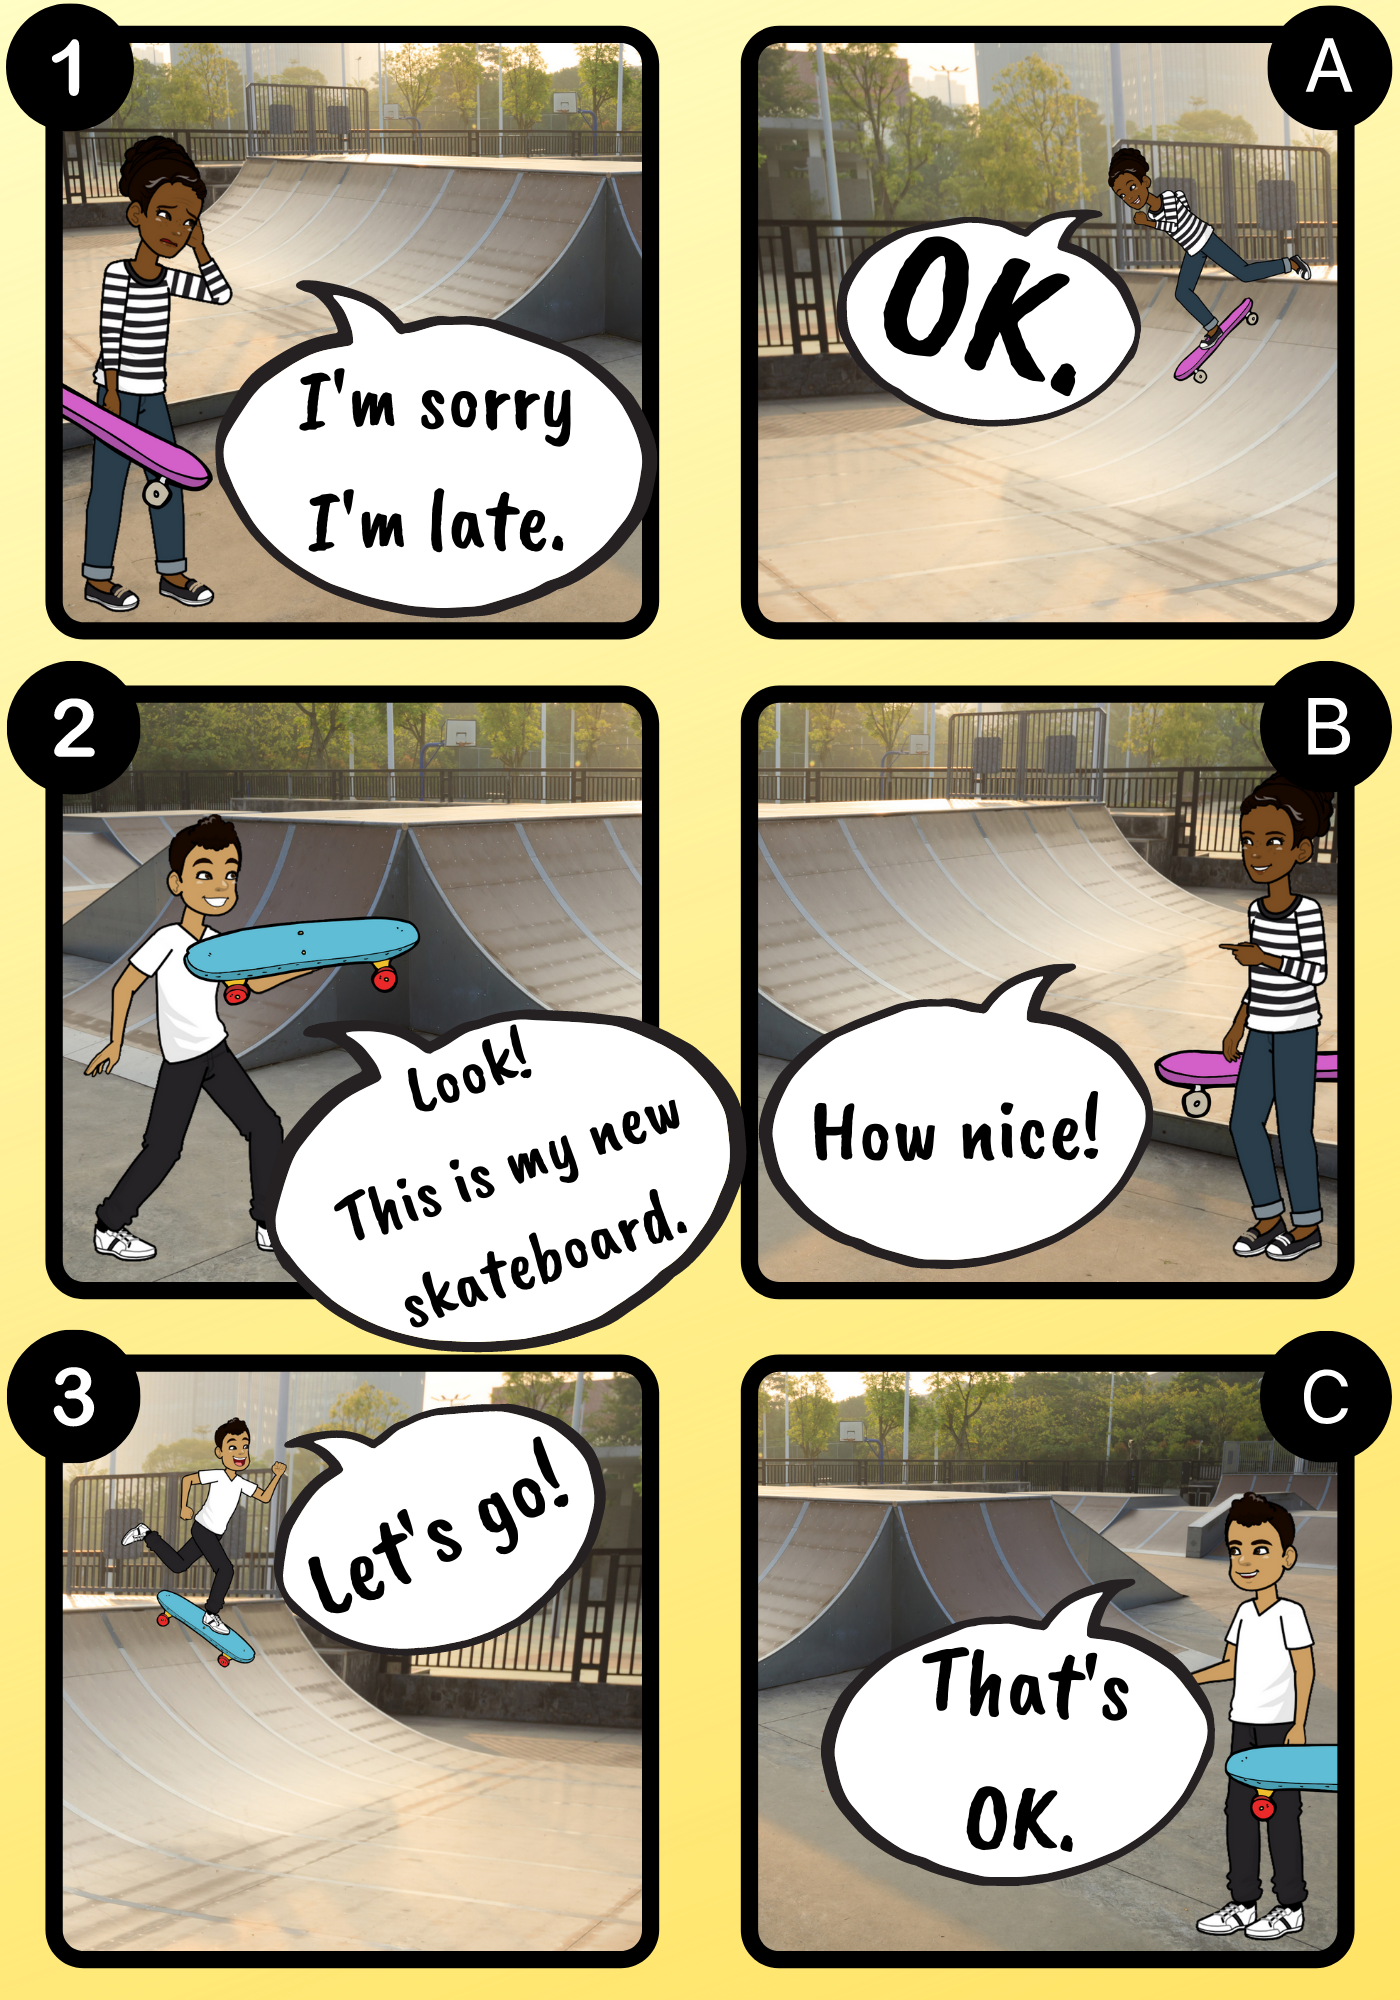 1
I'm sorry
I'm late.
A
OK.
2
Look!
This is my new
skateboard.
B
How nice!
3
Let's go!
C
That's
OK.